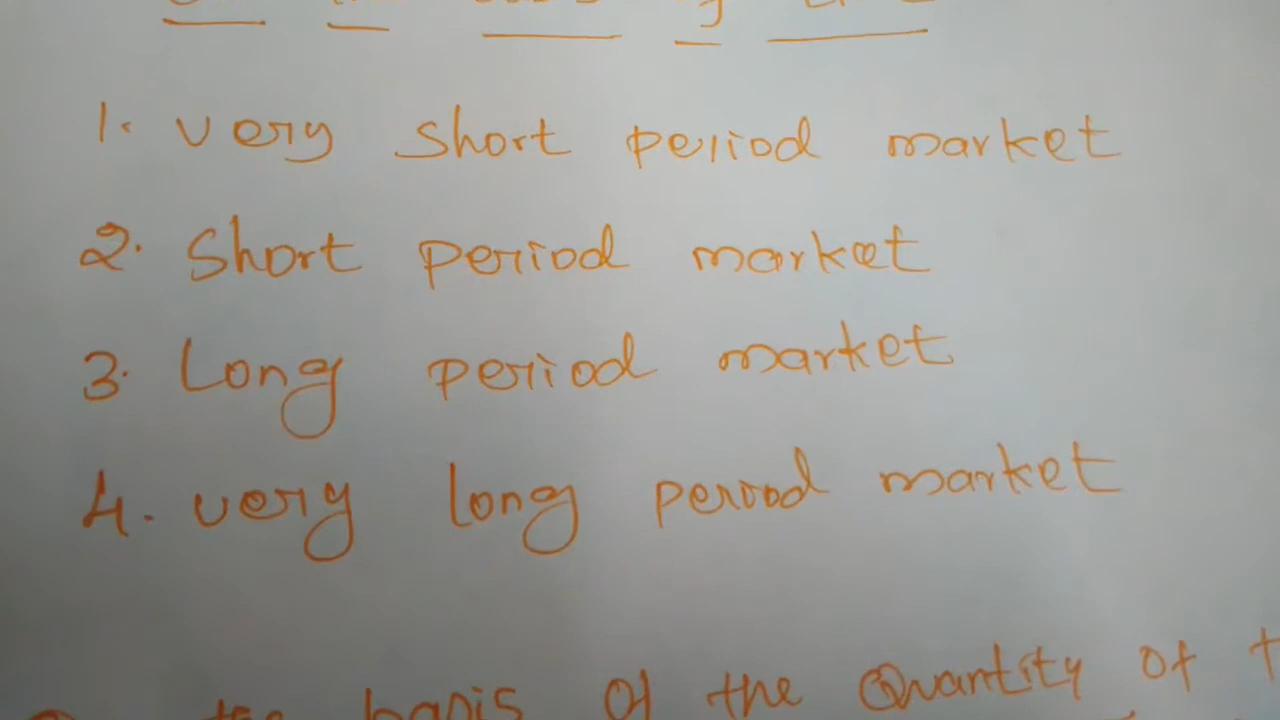 1. very short period market
2. Short period market
3. Long period market
4. very long period market
the basis of the Quantity of